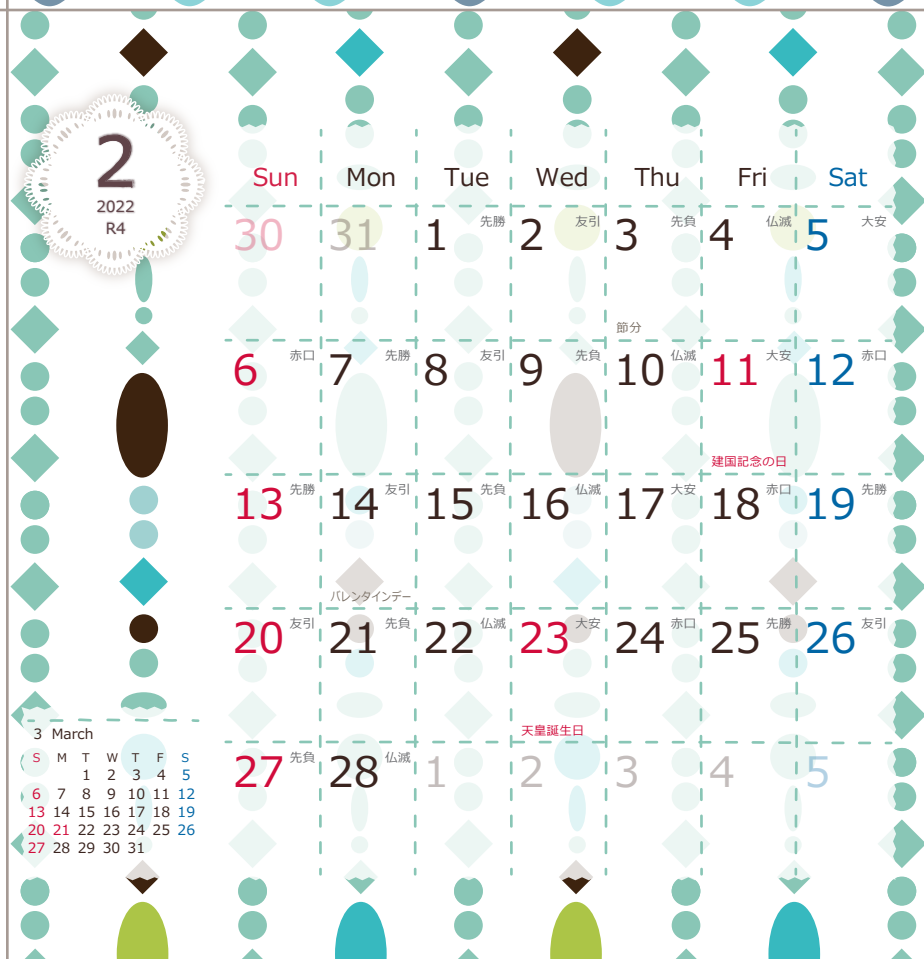 2
2022
R4
Sun Mon Tue Wed Thu Fri Sat
30 31 1 先勝 2 友引 3 先負 4 仏滅 5 大安
節分
6 赤口 7 先勝 8 友引 9 先負 10 仏滅 11 大安 12 赤口
建国記念の日
13 先勝 14 友引 15 先負 16 仏滅 17 大安 18 赤口 19 先勝
バレンタインデー
20 友引 21 先負 22 仏滅 23 大安 24 赤口 25 先勝 26 友引
天皇誕生日
27 先負 28 仏滅 1 2 3 4 5
3 March
S M T W T F S
1 2 3 4 5
6 7 8 9 10 11 12
13 14 15 16 17 18 19
20 21 22 23 24 25 26
27 28 29 30 31